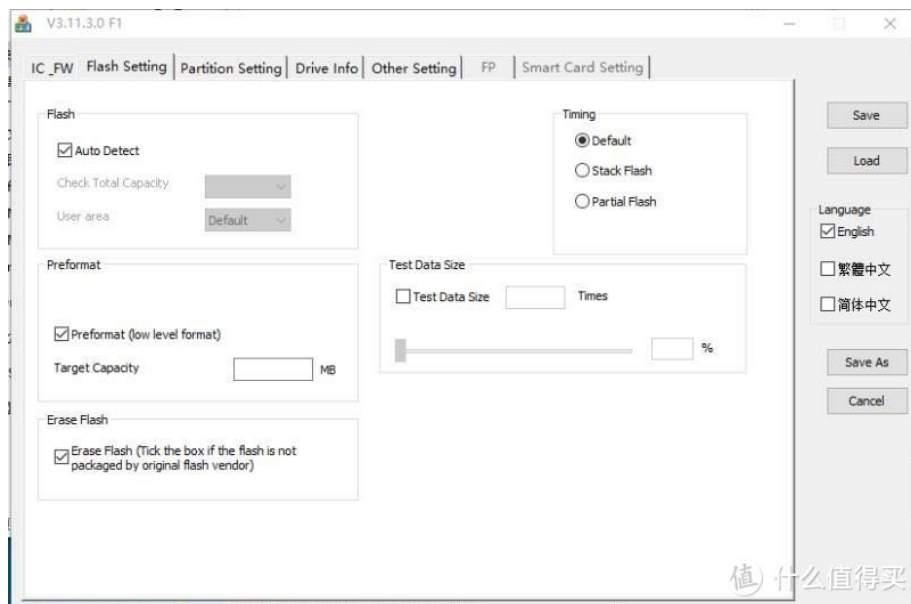 V3.11.3.0 F1
IC _FW
Flash Setting
Partition Setting
Drive Info
Other Setting
FP
Smart Card Setting
Flash
Auto Detect
Check Total Capacity
User area
Default
Timing
Default
Stack Flash
Partial Flash
Preformat
Preformat (low level format)
Target Capacity
MB
Test Data Size
Test Data Size
Times
%
Erase Flash
Erase Flash (Tick the box if the flash is not
packaged by original flash vendor)
Save
Load
Language
English
繁體中文
简体中文
Save As
Cancel
值 什么值得买